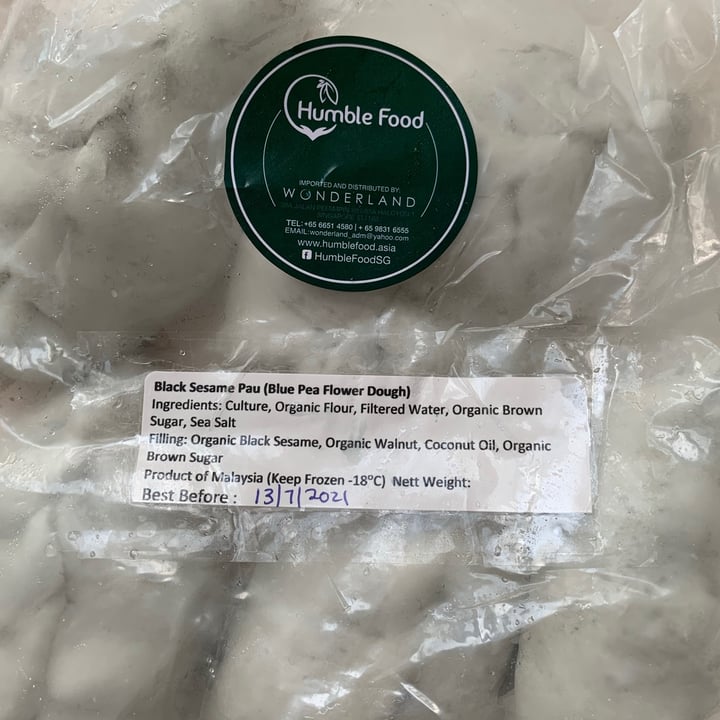 Humble Food
IMPORTED AND DISTRIBUTED BY:
WONDERLAND
TEL:+65 6651 4580 | + 65 9831 6555
EMAIL:wonderland_adm@yahoo.com
www.humblefood.asia
HumbleFoodSG
Black Sesame Pau (Blue Pea Flower Dough)
Ingredients: Culture, Organic Flour, Filtered Water, Organic Brown
Sugar, Sea Salt
Filling: Organic Black Sesame, Organic Walnut, Coconut Oil, Organic
Brown Sugar
Product of Malaysia (Keep Frozen -18°C) Nett Weight:
Best Before : 13/7/2021